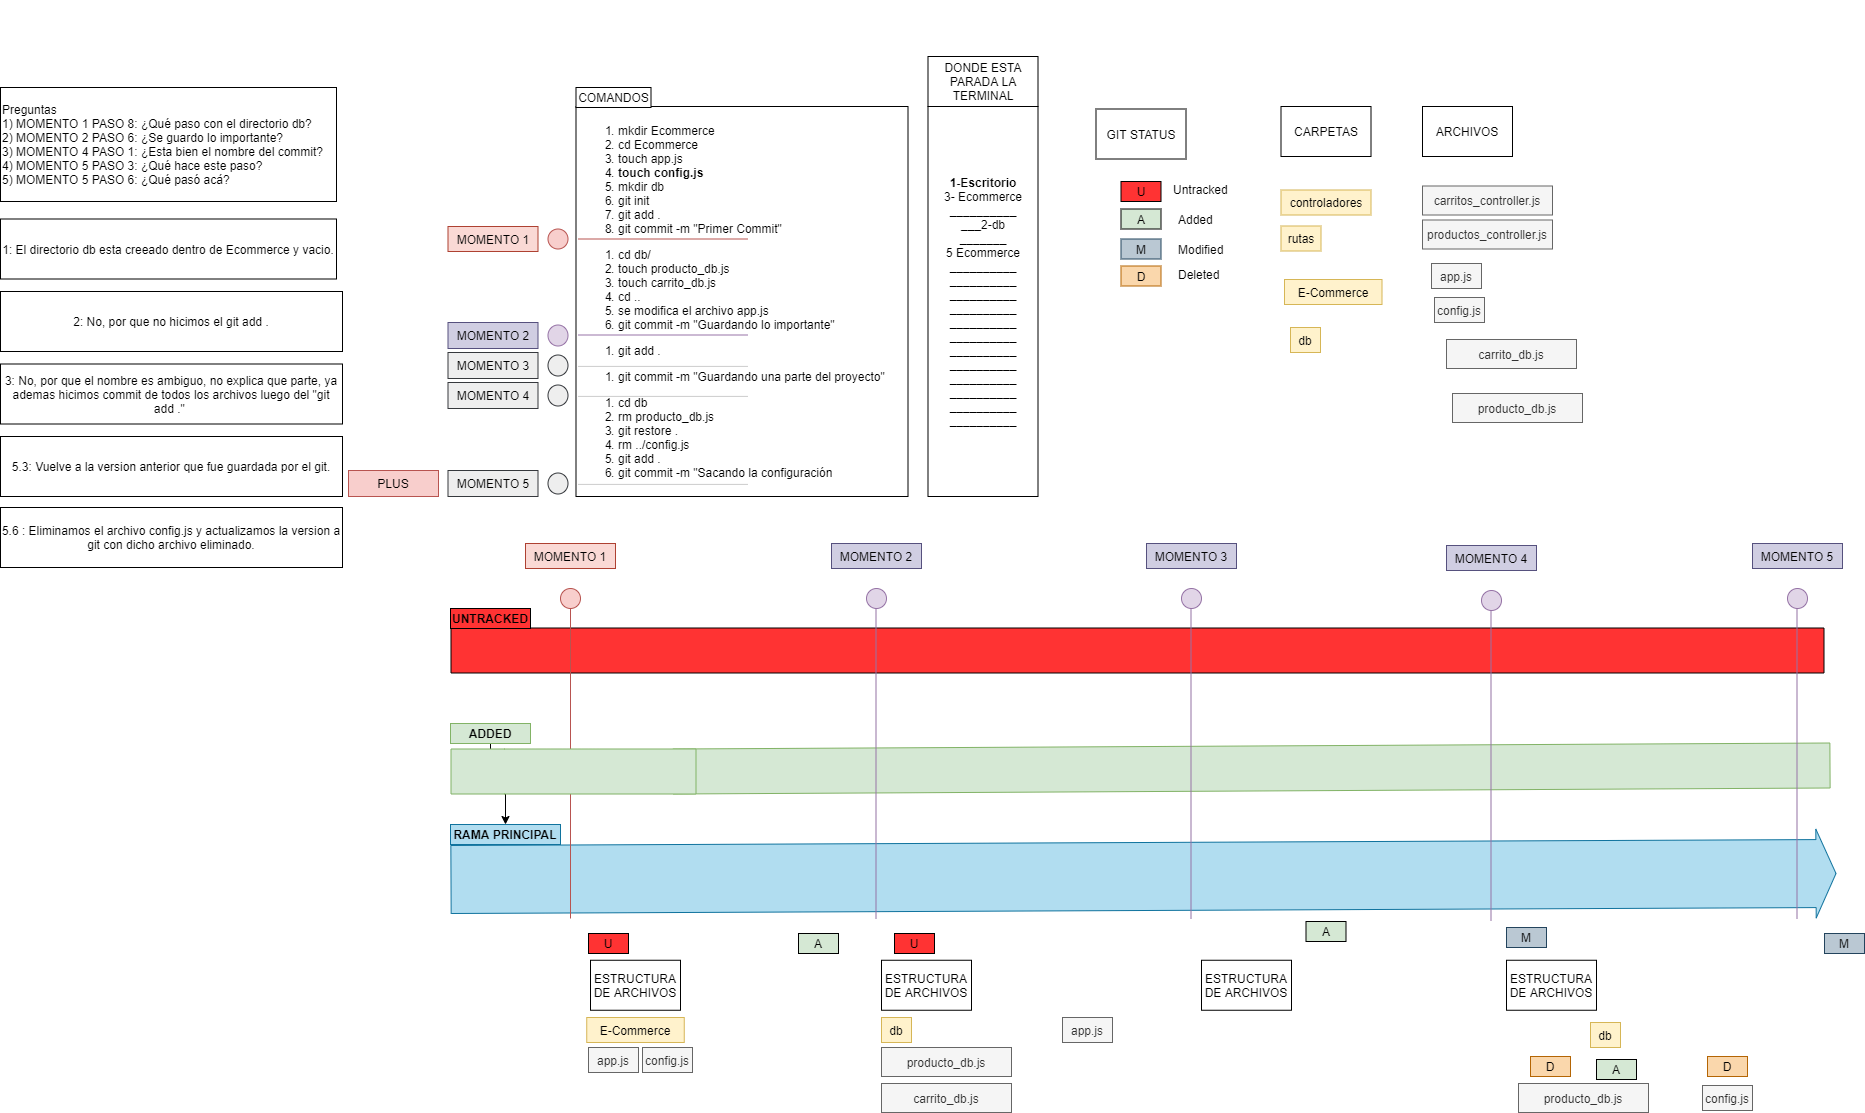 Preguntas
1) MOMENTO 1 PASO 8: ¿Qué paso con el directorio db?
2) MOMENTO 2 PASO 6: ¿Se guardo lo importante?
3) MOMENTO 4 PASO 1: ¿Esta bien el nombre del commit?
4) MOMENTO 5 PASO 3: ¿Qué hace este paso?
5) MOMENTO 5 PASO 6: ¿Qué pasó acá?
1: El directorio db esta creeado dentro de Ecommerce y vacio.
2: No, por que no hicimos el git add .
3: No, por que el nombre es ambiguo, no explica que parte, ya
ademas hicimos commit de todos los archivos luego del "git
add ."
5.3: Vuelve a la version anterior que fue guardada por el git.
5.6 : Eliminamos el archivo config.js y actualizamos la version a
git con dicho archivo eliminado.
PLUS
MOMENTO 1
MOMENTO 2
MOMENTO 3
MOMENTO 4
MOMENTO 5
COMANDOS
1. mkdir Ecommerce
2. cd Ecommerce
3. touch app.js
4. touch config.js
5. mkdir db
6. git init
7. git add .
8. git commit -m "Primer Commit"
1. cd db/
2. touch producto_db.js
3. touch carrito_db.js
4. cd ..
5. se modifica el archivo app.js
6. git commit -m "Guardando lo importante"
1. git add .
1. git commit -m "Guardando una parte del proyecto"
1. cd db
2. rm producto_db.js
3. git restore .
4. rm ../config.js
5. git add .
6. git commit -m "Sacando la configuración
DONDE ESTA
PARADA LA
TERMINAL
1-Escritorio
3- Ecommerce
__________
___2-db
_______
5 Ecommerce
__________
__________
__________
__________
__________
__________
__________
__________
__________
__________
__________
__________
GIT STATUS
U Untracked
A Added
M Modified
D Deleted
CARPETAS
controladores
rutas
E-Commerce
db
ARCHIVOS
carritos_controller.js
productos_controller.js
app.js
config.js
carrito_db.js
producto_db.js
MOMENTO 1
MOMENTO 2
MOMENTO 3
MOMENTO 4
MOMENTO 5
UNTRACKED
ADDED
RAMA PRINCIPAL
U
A
U
A
M
M
ESTRUCTURA
DE ARCHIVOS
ESTRUCTURA
DE ARCHIVOS
ESTRUCTURA
DE ARCHIVOS
ESTRUCTURA
DE ARCHIVOS
E-Commerce
app.js
config.js
db
producto_db.js
carrito_db.js
app.js
db
D
A
D
producto_db.js
config.js